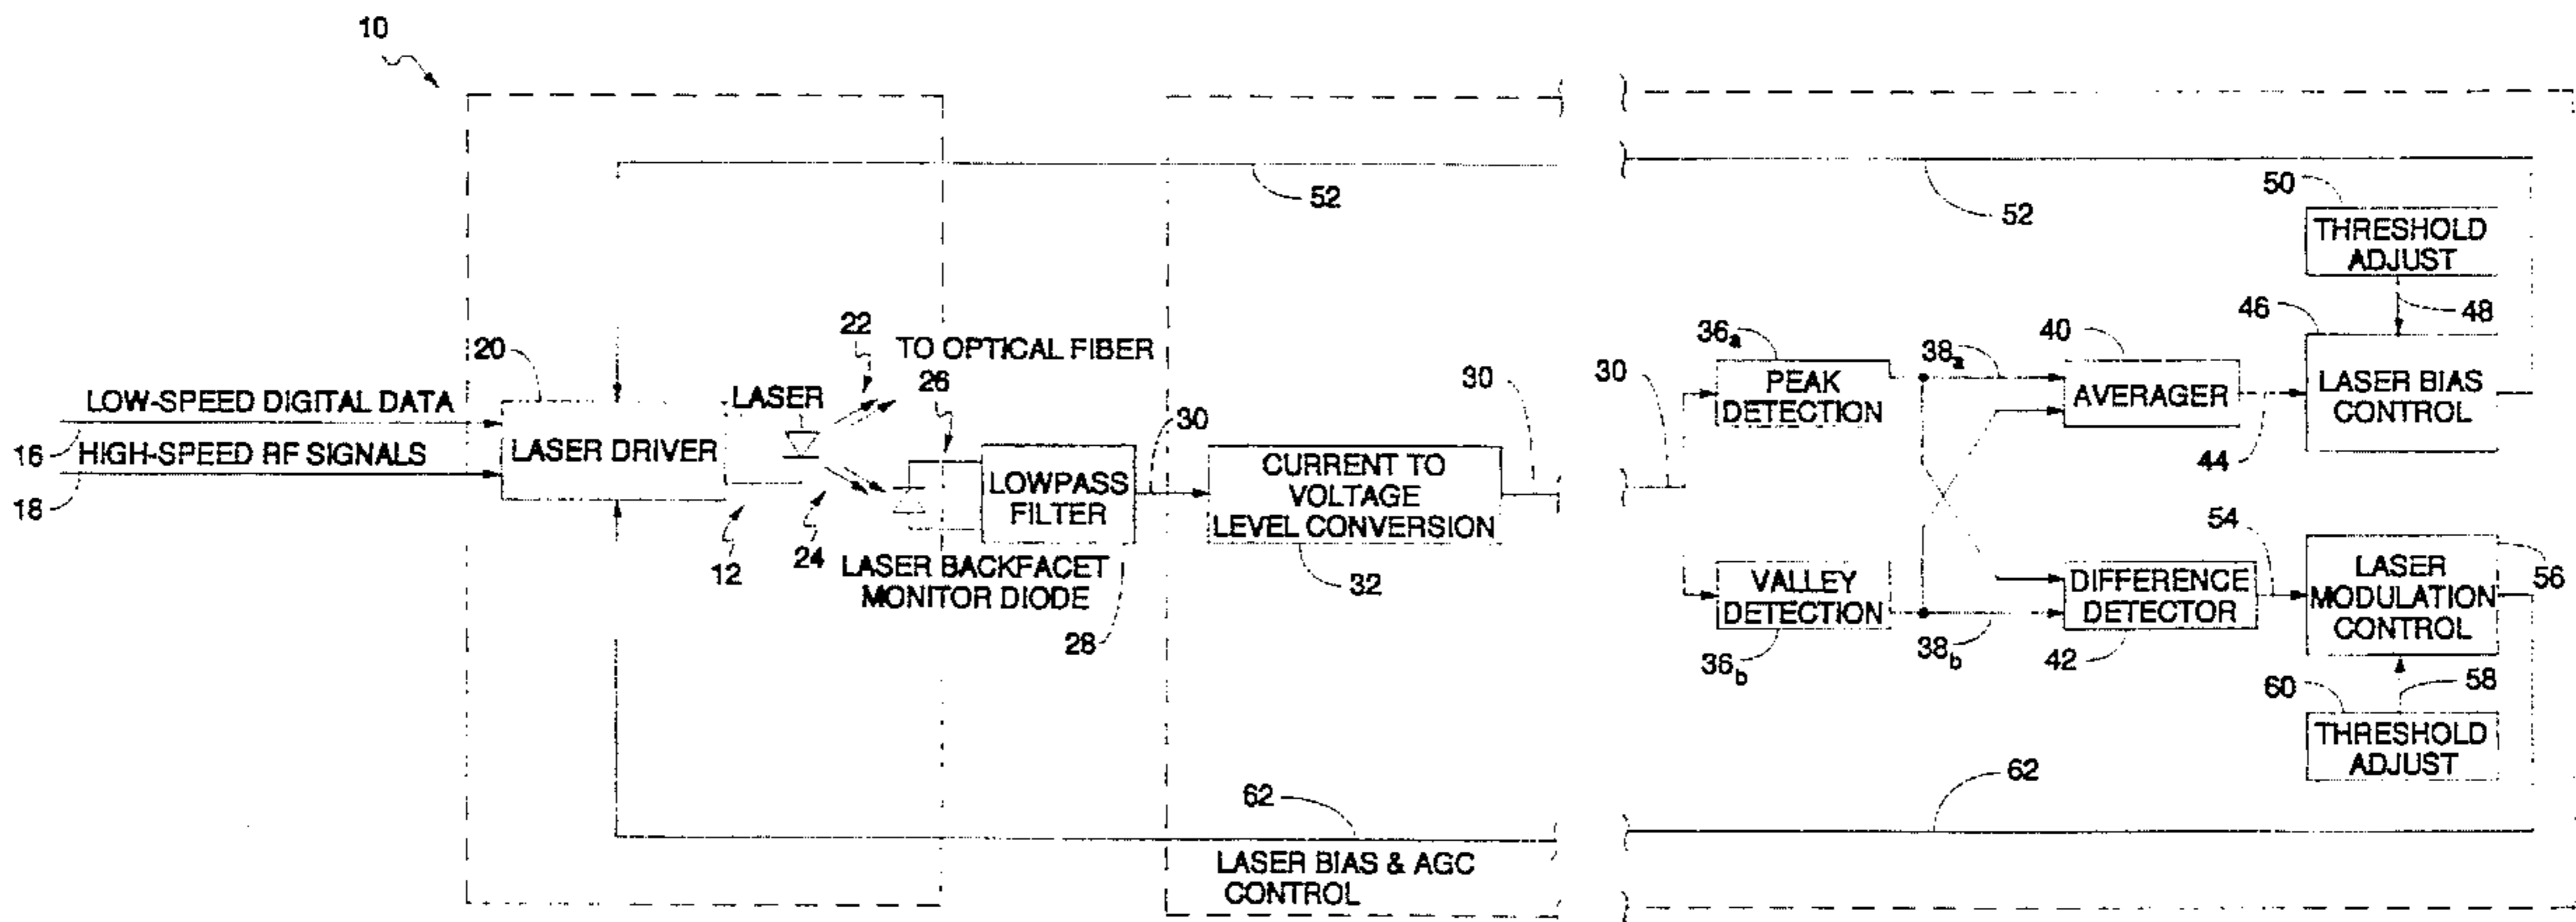 10
52
52
50
THRESHOLD
ADJUST
48
46
LASER BIAS
CONTROL
22
TO OPTICAL FIBER
26
20
LOW-SPEED DIGITAL DATA
16
HIGH-SPEED RF SIGNALS
18
LASER DRIVER
LASER
12
24
LASER BACKFACET
MONITOR DIODE
LOWPASS
FILTER
28
30
CURRENT TO
VOLTAGE
LEVEL CONVERSION
32
30
30
36a
PEAK
DETECTION
38a
40
AVERAGER
44
VALLEY
DETECTION
36b
38b
DIFFERENCE
DETECTOR
42
54
LASER
MODULATION
CONTROL
56
58
60
THRESHOLD
ADJUST
62
62
LASER BIAS & AGC
CONTROL